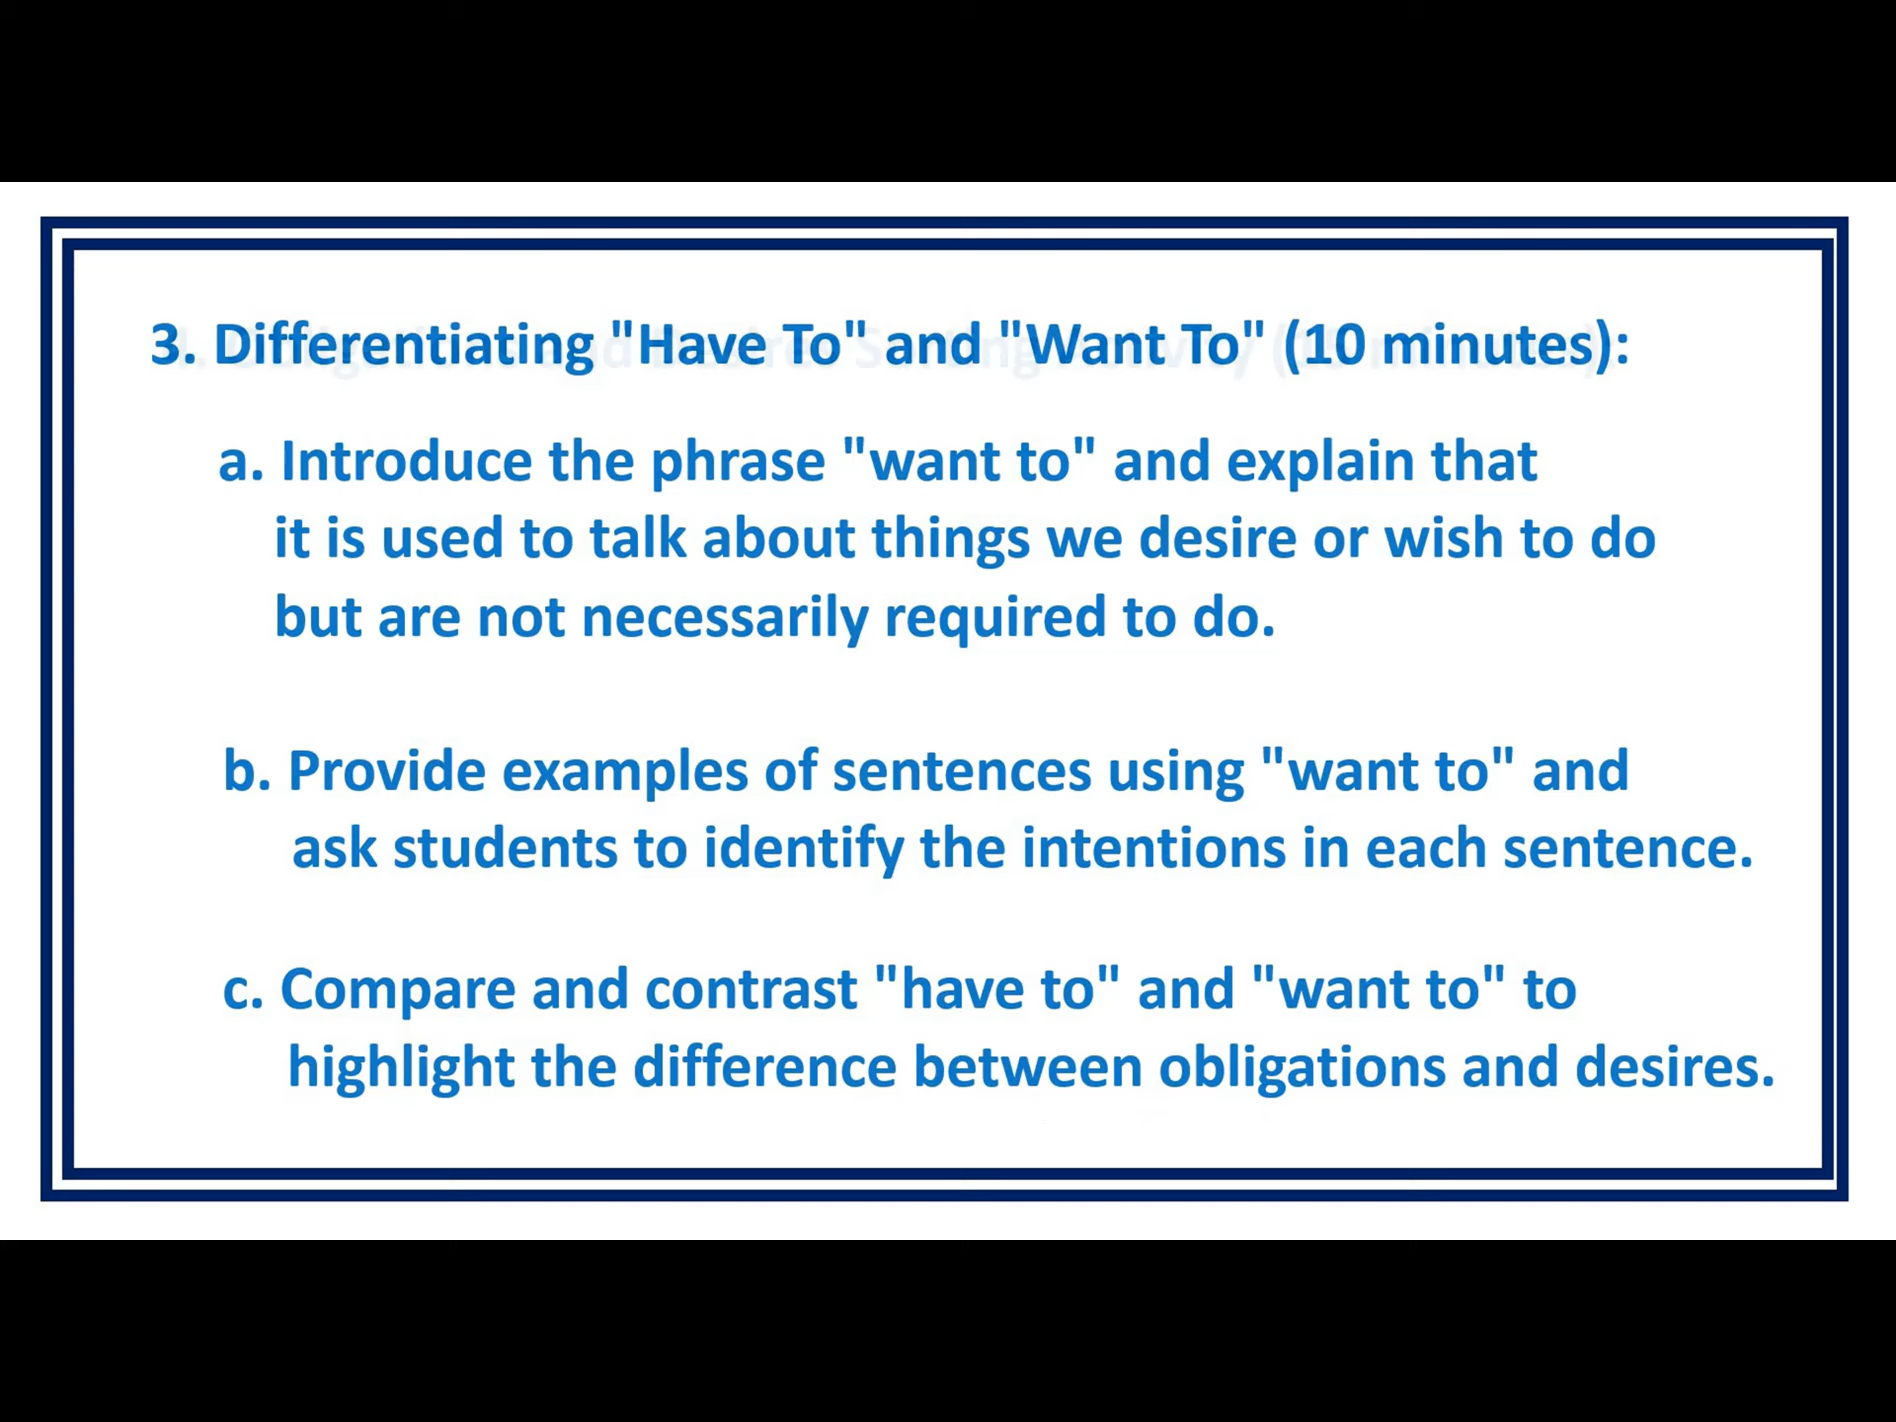 3. Differentiating "Have To" and "Want To" (10 minutes):
a. Introduce the phrase "want to" and explain that
it is used to talk about things we desire or wish to do
but are not necessarily required to do.
b. Provide examples of sentences using "want to" and
ask students to identify the intentions in each sentence.
c. Compare and contrast "have to" and "want to" to
highlight the difference between obligations and desires.